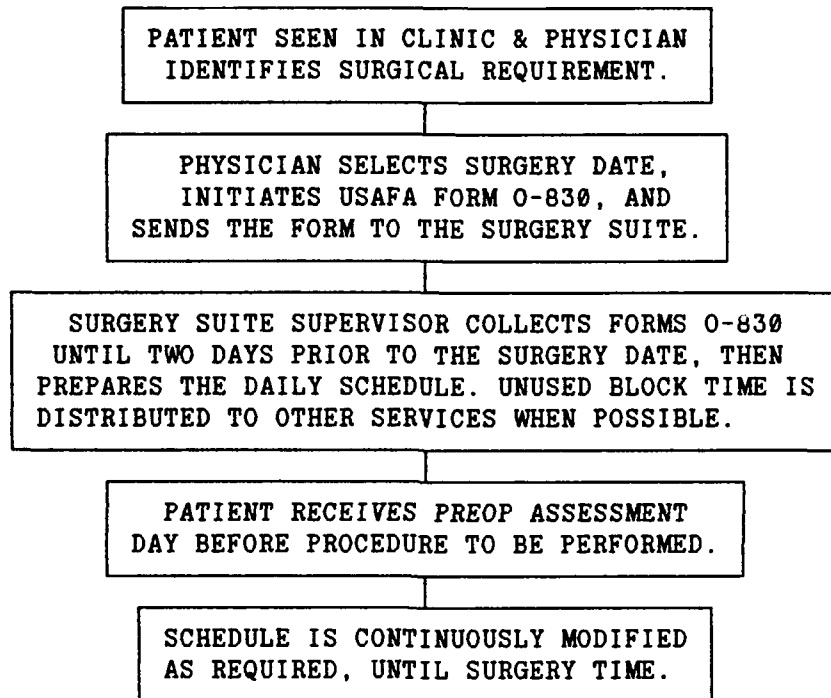 PATIENT SEEN IN CLINIC & PHYSICIAN
IDENTIFIES SURGICAL REQUIREMENT.
PHYSICIAN SELECTS SURGERY DATE,
INITIATES USAFA FORM O-830, AND
SENDS THE FORM TO THE SURGERY SUITE.
SURGERY SUITE SUPERVISOR COLLECTS FORMS O-830
UNTIL TWO DAYS PRIOR TO THE SURGERY DATE, THEN
PREPARES THE DAILY SCHEDULE. UNUSED BLOCK TIME IS
DISTRIBUTED TO OTHER SERVICES WHEN POSSIBLE.
PATIENT RECEIVES PREOP ASSESSMENT
DAY BEFORE PROCEDURE TO BE PERFORMED.
SCHEDULE IS CONTINUOUSLY MODIFIED
AS REQUIRED, UNTIL SURGERY TIME.